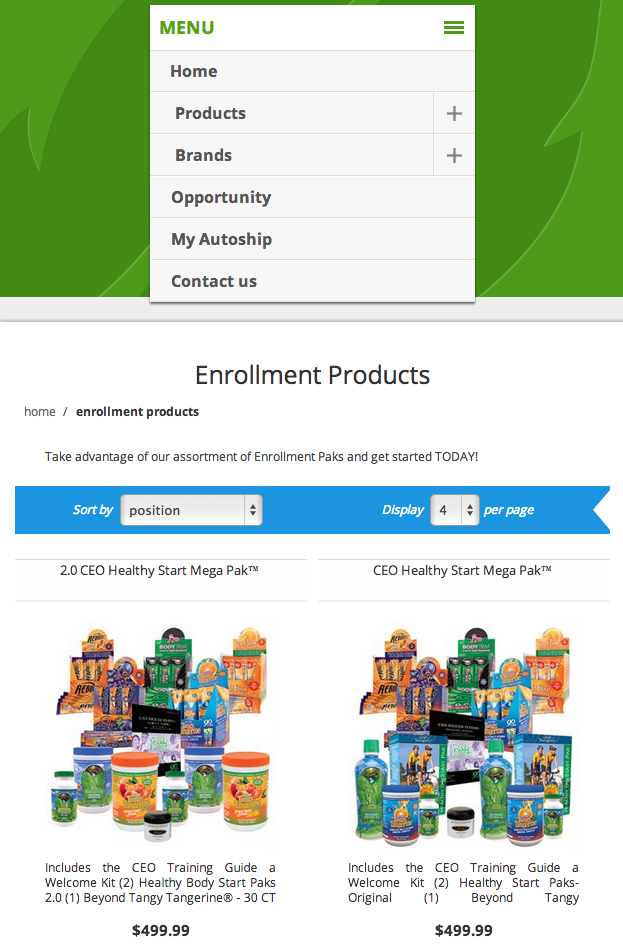 MENU
Home
Products
Brands
Opportunity
My Autoship
Contact us
Enrollment Products
home / enrollment products
Take advantage of our assortment of Enrollment Paks and get started TODAY!
Sort by position Display 4 per page
2.0 CEO Healthy Start Mega Pak™
CEO Healthy Start Mega Pak™
Includes the CEO Training Guide a
Welcome Kit (2) Healthy Body Start Paks
2.0 (1) Beyond Tangy Tangerine® - 30 CT
$499.99
Includes the CEO Training Guide a
Welcome Kit (2) Healthy Start Paks-
Original (1) Beyond Tangy
$499.99